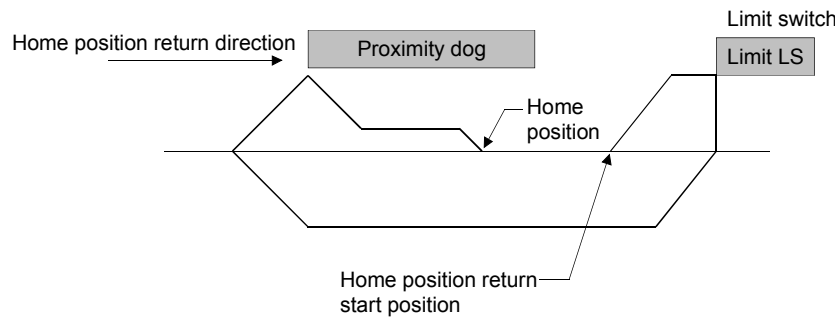 Limit switch
Home position return direction
Proximity dog
Limit LS
Home
position
Home position return
start position